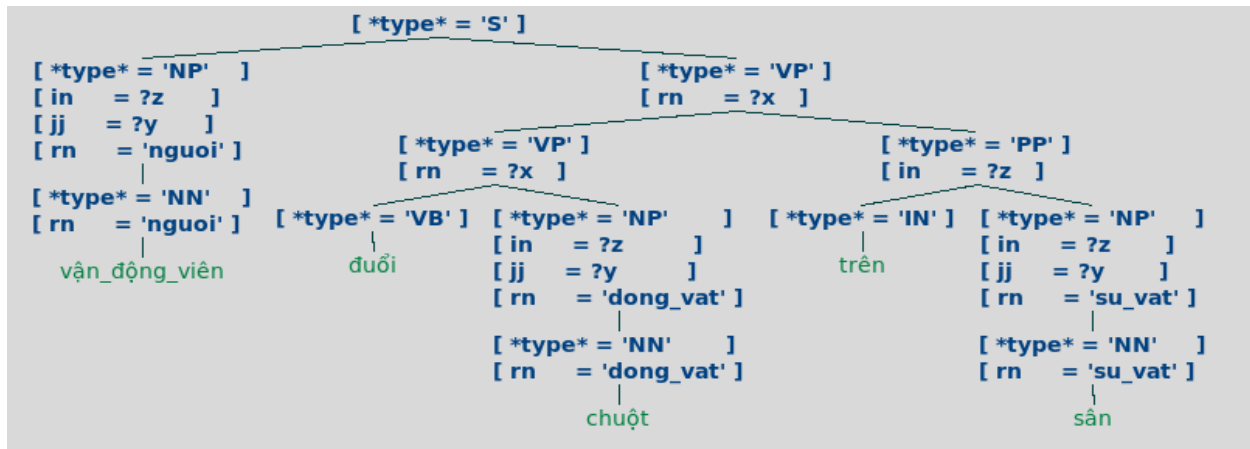 [ *type* = 'S' ]
[ *type* = 'NP' ]
[ in = ?z ]
[ jj = ?y ]
[ rn = 'nguoi' ]
[ *type* = 'VP' ]
[ rn = ?x ]
[ *type* = 'VP' ]
[ rn = ?x ]
[ *type* = 'PP' ]
[ in = ?z ]
[ *type* = 'NN' ]
[ rn = 'nguoi' ]
vận_động_viên
[ *type* = 'VB' ]
đuổi
[ *type* = 'NP' ]
[ in = ?z ]
[ jj = ?y ]
[ rn = 'dong_vat' ]
[ *type* = 'NN' ]
[ rn = 'dong_vat' ]
chuột
[ *type* = 'IN' ]
trên
[ *type* = 'NP' ]
[ in = ?z ]
[ jj = ?y ]
[ rn = 'su_vat' ]
[ *type* = 'NN' ]
[ rn = 'su_vat' ]
sân